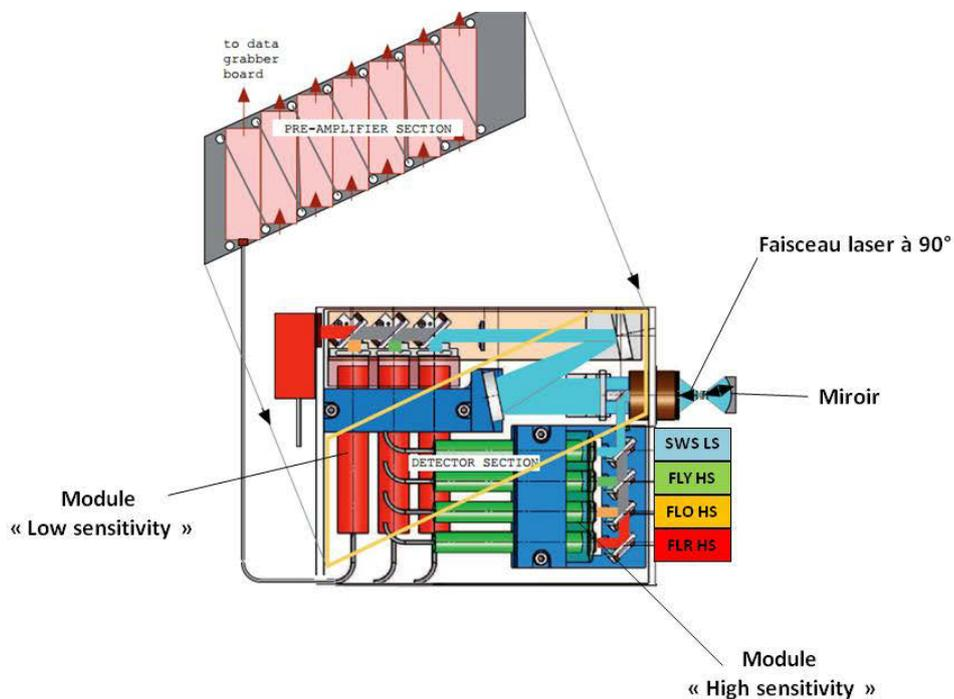 to data
grabber
board
PRE-AMPLIFIER SECTION
Faisceau laser à 90°
Miroir
SWS LS
FLY HS
FLO HS
FLR HS
DETECTOR SECTION
Module
« Low sensitivity »
Module
« High sensitivity »